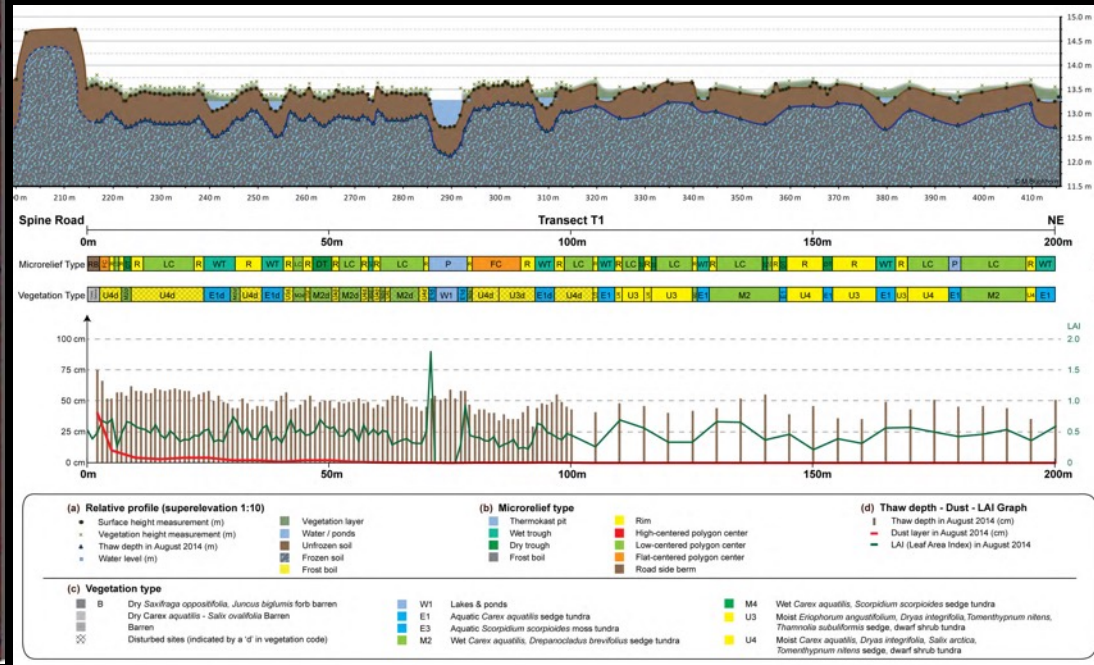 15.0 m
14.5 m
14.0 m
13.5 m
13.0 m
12.5 m
12.0 m
11.5 m
210 m 220 m 230 m 240 m 250 m 260 m 270 m 280 m 290 m 300 m 310 m 320 m 330 m 340 m 350 m 360 m 370 m 380 m 390 m 400 m 410 m
Spine Road Transect T1 NE
0m 50m 100m 150m 200m
Microrelief Type RB FC R LC R WT R WT R LC R DT R LC R LC R P R FC R WT R LC R WT R LC R LC R WT R LC R R WT R LC P LC R WT
Vegetation Type U4d E1d U4d E1d M2d M2d M2d W1 U4d U3d E1d U4d E1 U3 U3 E1 M2 U4 E1 U3 E1 U3 U4 E1 M2 U4 E1
LAI
100 cm 2.0
75 cm 1.5
50 cm 1.0
25 cm 0.5
0 cm 0
0m 50m 100m 150m 200m
(a) Relative profile (superelevation 1:10)
Surface height measurement (m)
Vegetation height measurement (m)
Thaw depth in August 2014 (m)
Water level (m)
Vegetation layer
Water / ponds
Unfrozen soil
Frozen soil
Frost boil
(b) Microrelief type
Thermokast pit
Wet trough
Dry trough
Frost boil
Rim
High-centered polygon center
Low-centered polygon center
Flat-centered polygon center
Road side berm
(d) Thaw depth - Dust - LAI Graph
Thaw depth in August 2014 (cm)
Dust layer in August 2014 (cm)
LAI (Leaf Area Index) in August 2014
(c) Vegetation type
B Dry Saxifraga oppositifolia, Juncus biglumis forb barren
Dry Carex aquatilis - Salix ovalifolia Barren
Barren
Disturbed sites (indicated by a 'd' in vegetation code)
W1 Lakes & ponds
E1 Aquatic Carex aquatilis sedge tundra
E3 Aquatic Scorpidium scorpioides moss tundra
M2 Wet Carex aquatilis, Drepanocladus brevifolius sedge tundra
M4 Wet Carex aquatilis, Scorpidium scorpioides sedge tundra
U3 Moist Eriophorum angustifolium, Dryas integrifolia, Tomenthypnum nitens,
Thamnolia subuliformis sedge, dwarf shrub tundra
U4 Moist Carex aquatilis, Dryas integrifolia, Salix arctica,
Tomenthypnum nitens sedge, dwarf shrub tundra